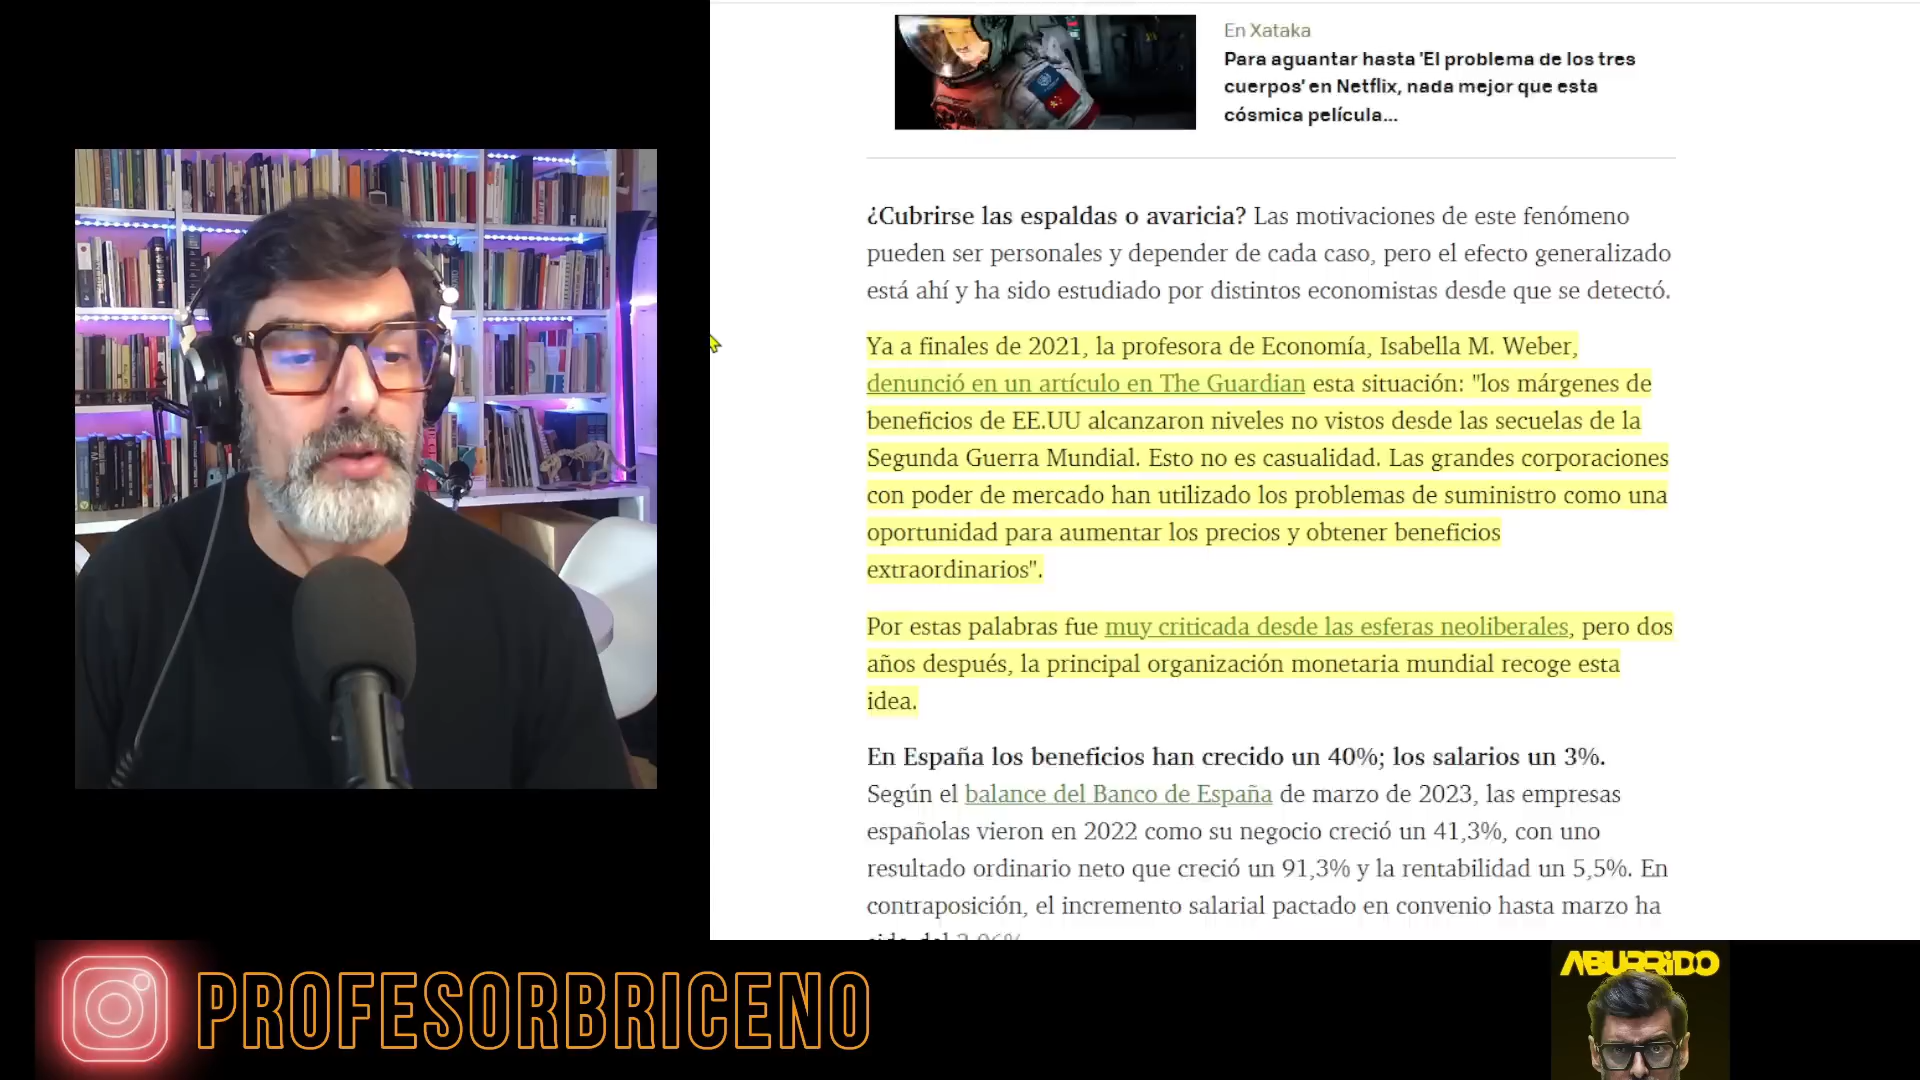 En Xataka
Para aguantar hasta 'El problema de los tres
cuerpos' en Netflix, nada mejor que esta
cósmica película...
¿Cubrirse las espaldas o avaricia? Las motivaciones de este fenómeno
pueden ser personales y depender de cada caso, pero el efecto generalizado
está ahí y ha sido estudiado por distintos economistas desde que se detectó.
Ya a finales de 2021, la profesora de Economía, Isabella M. Weber,
denunció en un artículo en The Guardian esta situación: "los márgenes de
beneficios de EE.UU alcanzaron niveles no vistos desde las secuelas de la
Segunda Guerra Mundial. Esto no es casualidad. Las grandes corporaciones
con poder de mercado han utilizado los problemas de suministro como una
oportunidad para aumentar los precios y obtener beneficios
extraordinarios".
Por estas palabras fue muy criticada desde las esferas neoliberales, pero dos
años después, la principal organización monetaria mundial recoge esta
idea.
En España los beneficios han crecido un 40%; los salarios un 3%.
Según el balance del Banco de España de marzo de 2023, las empresas
españolas vieron en 2022 como su negocio creció un 41,3%, con uno
resultado ordinario neto que creció un 91,3% y la rentabilidad un 5,5%. En
contraposición, el incremento salarial pactado en convenio hasta marzo ha
PROFESORBRICENO
ABURRIDO